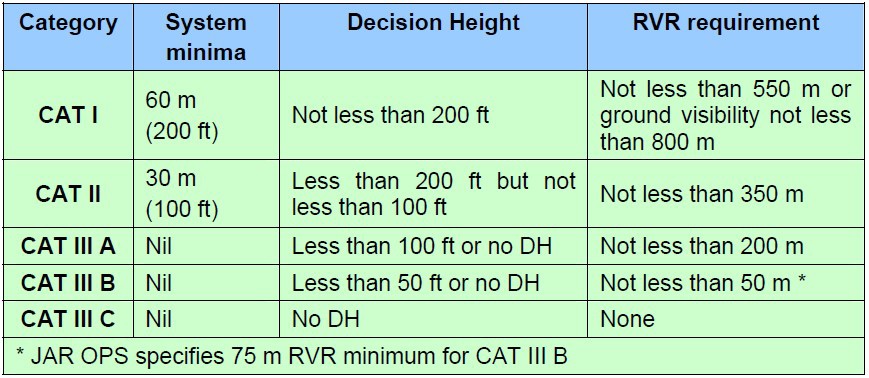 Category System minima Decision Height RVR requirement
CAT I 60 m (200 ft) Not less than 200 ft Not less than 550 m or ground visibility not less than 800 m
CAT II 30 m (100 ft) Less than 200 ft but not less than 100 ft Not less than 350 m
CAT III A Nil Less than 100 ft or no DH Not less than 200 m
CAT III B Nil Less than 50 ft or no DH Not less than 50 m *
CAT III C Nil No DH None
* JAR OPS specifies 75 m RVR minimum for CAT III B